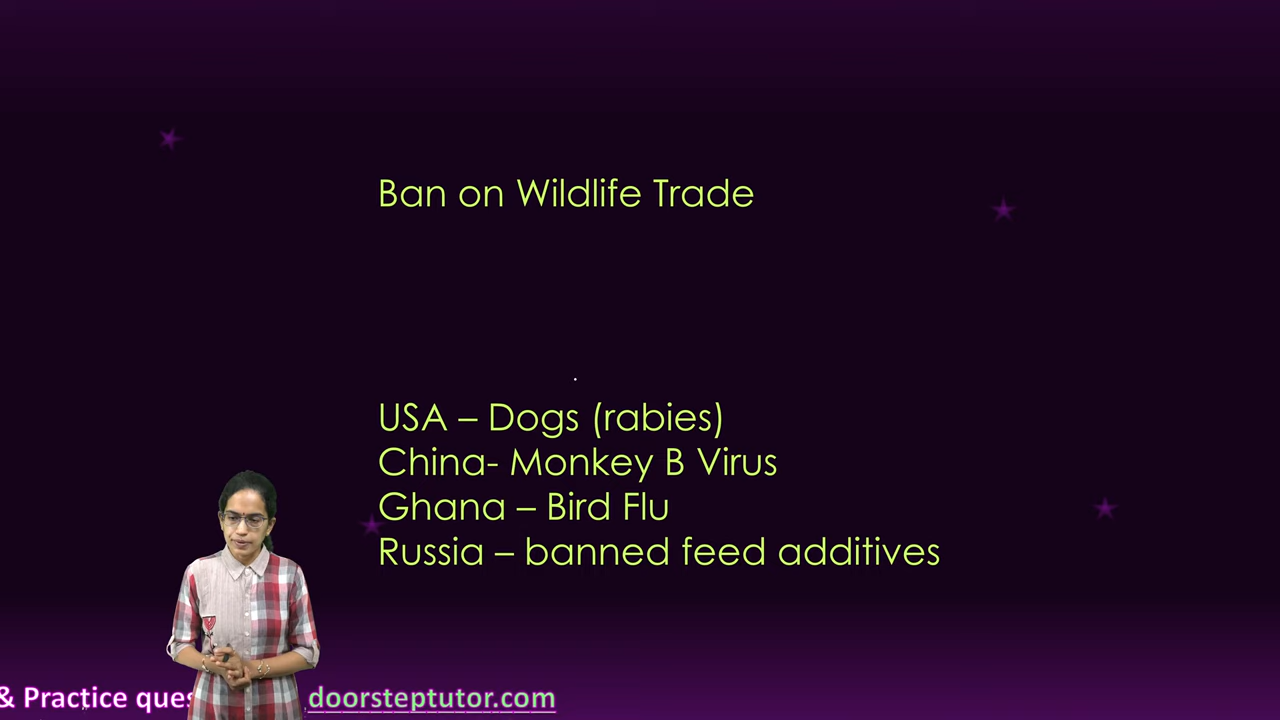 Ban on Wildlife Trade
USA – Dogs (rabies)
China- Monkey B Virus
Ghana – Bird Flu
Russia – banned feed additives
& Practice ques doorsteptutor.com